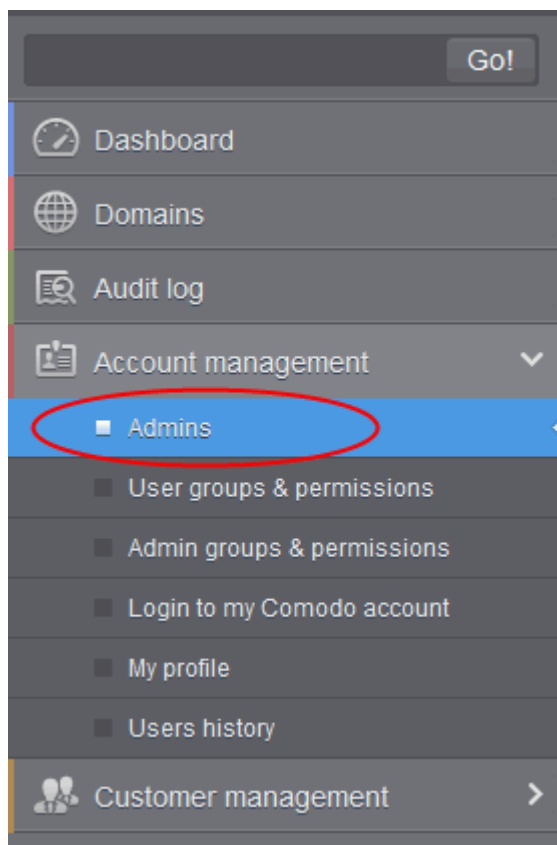 Go!
Dashboard
Domains
Audit log
Account management
Admins
User groups & permissions
Admin groups & permissions
Login to my Comodo account
My profile
Users history
Customer management